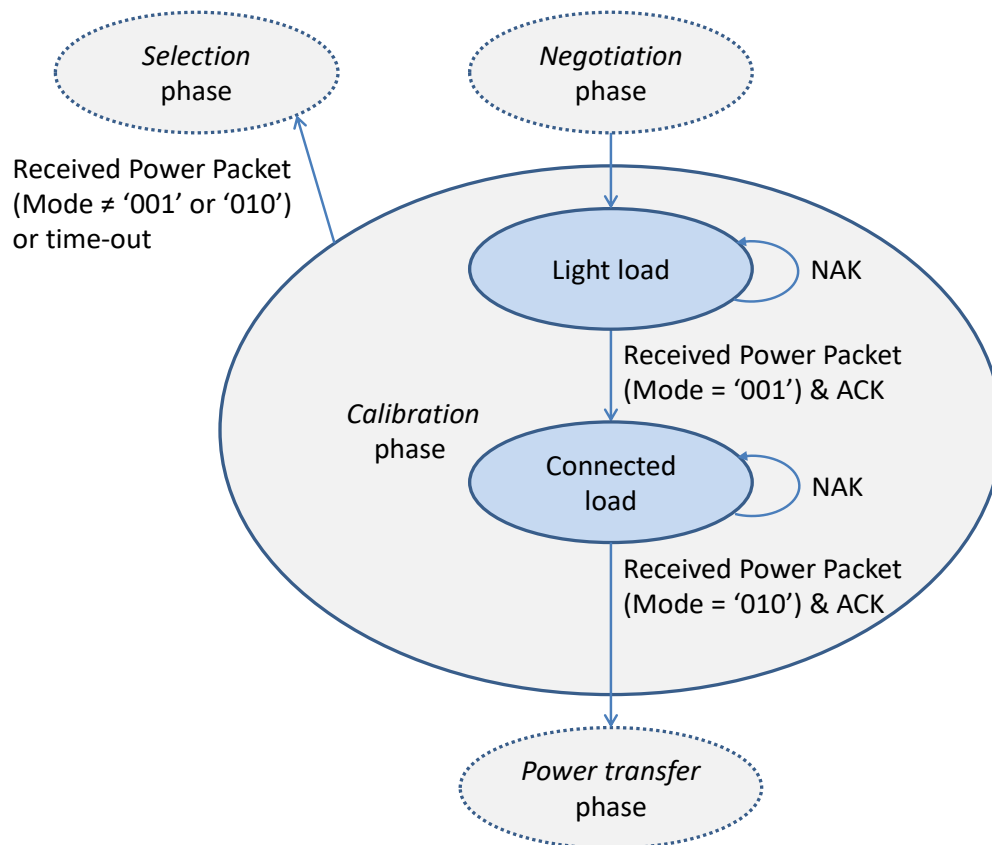 Selection
phase
Negotiation
phase
Received Power Packet
(Mode ≠ ‘001’ or ‘010’)
or time-out
Light load
NAK
Received Power Packet
(Mode = ‘001’) & ACK
Calibration
phase
Connected
load
NAK
Received Power Packet
(Mode = ‘010’) & ACK
Power transfer
phase